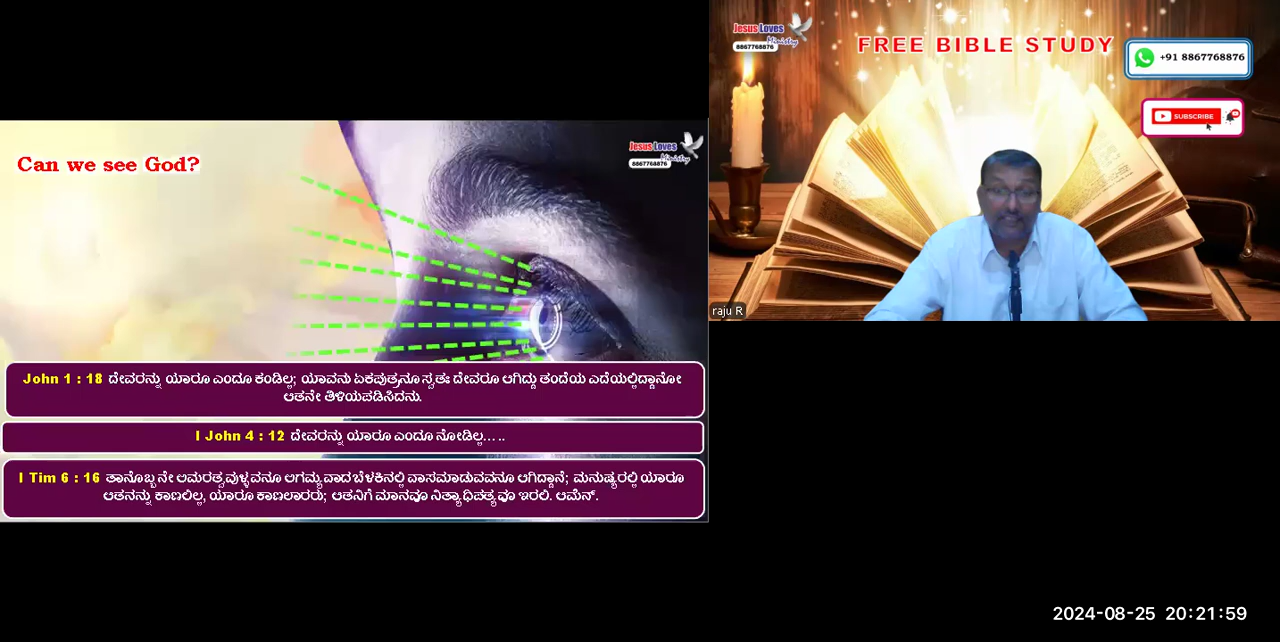 Can we see God?
Jesus Loves
Ministry
8867768876
John 1 : 18 ದೇವರನ್ನು ಯಾರೂ ಎಂದೂ ಕಂಡಿಲ್ಲ; ಯಾವನು ಏಕಪುತ್ರನೂ ಸ್ವತಃ ದೇವರೂ ಆಗಿದ್ದು ತಂದೆಯ ಎದೆಯಲ್ಲಿದ್ದಾನೋ
ಆತನೇ ತಿಳಿಯಪಡಿಸಿದನು.
I John 4 : 12 ದೇವರನ್ನು ಯಾರೂ ಎಂದೂ ನೋಡಿಲ್ಲ.....
I Tim 6 : 16 ತಾನೊಬ್ಬನೇ ಅಮರತ್ವವುಳ್ಳವನೂ ಅಗಮ್ಯವಾದ ಬೆಳಕಿನಲ್ಲಿ ವಾಸಮಾಡುವವನೂ ಆಗಿದ್ದಾನೆ; ಮನುಷ್ಯರಲ್ಲಿ ಯಾರೂ
ಆತನನ್ನು ಕಾಣಲಿಲ್ಲ, ಯಾರೂ ಕಾಣಲಾರರು; ಆತನಿಗೆ ಮಾನವೂ ನಿತ್ಯಾಧಿಪತ್ಯವೂ ಇರಲಿ. ಆಮೆನ್.
Jesus Loves
Ministry
8867768876
FREE BIBLE STUDY
+91 8867768876
SUBSCRIBE
raju R
2024-08-25 20:21:59